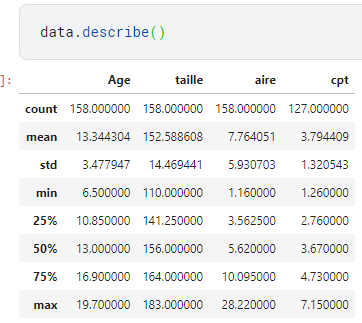 data.describe()
]:
Age taille aire cpt
count 158.000000 158.000000 158.000000 127.000000
mean 13.344304 152.588608 7.764051 3.794409
std 3.477947 14.469441 5.930703 1.320543
min 6.500000 110.000000 1.160000 1.260000
25% 10.850000 141.250000 3.562500 2.760000
50% 13.000000 156.000000 5.620000 3.670000
75% 16.900000 164.000000 10.095000 4.730000
max 19.700000 183.000000 28.220000 7.150000